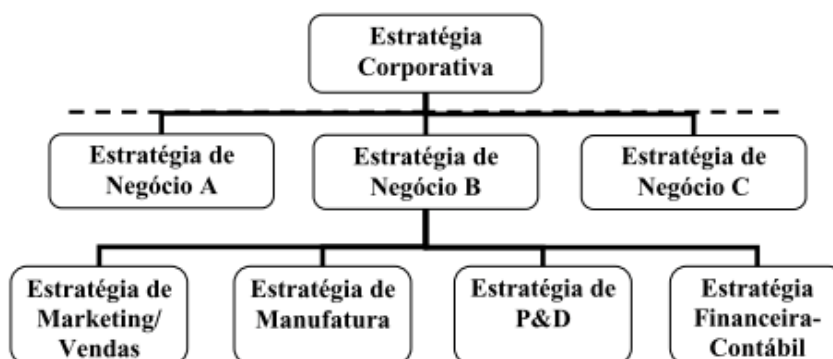 Estratégia
Corporativa
Estratégia de
Negócio A
Estratégia de
Negócio B
Estratégia de
Negócio C
Estratégia de
Marketing/
Vendas
Estratégia de
Manufatura
Estratégia de
P&D
Estratégia
Financeira-
Contábil